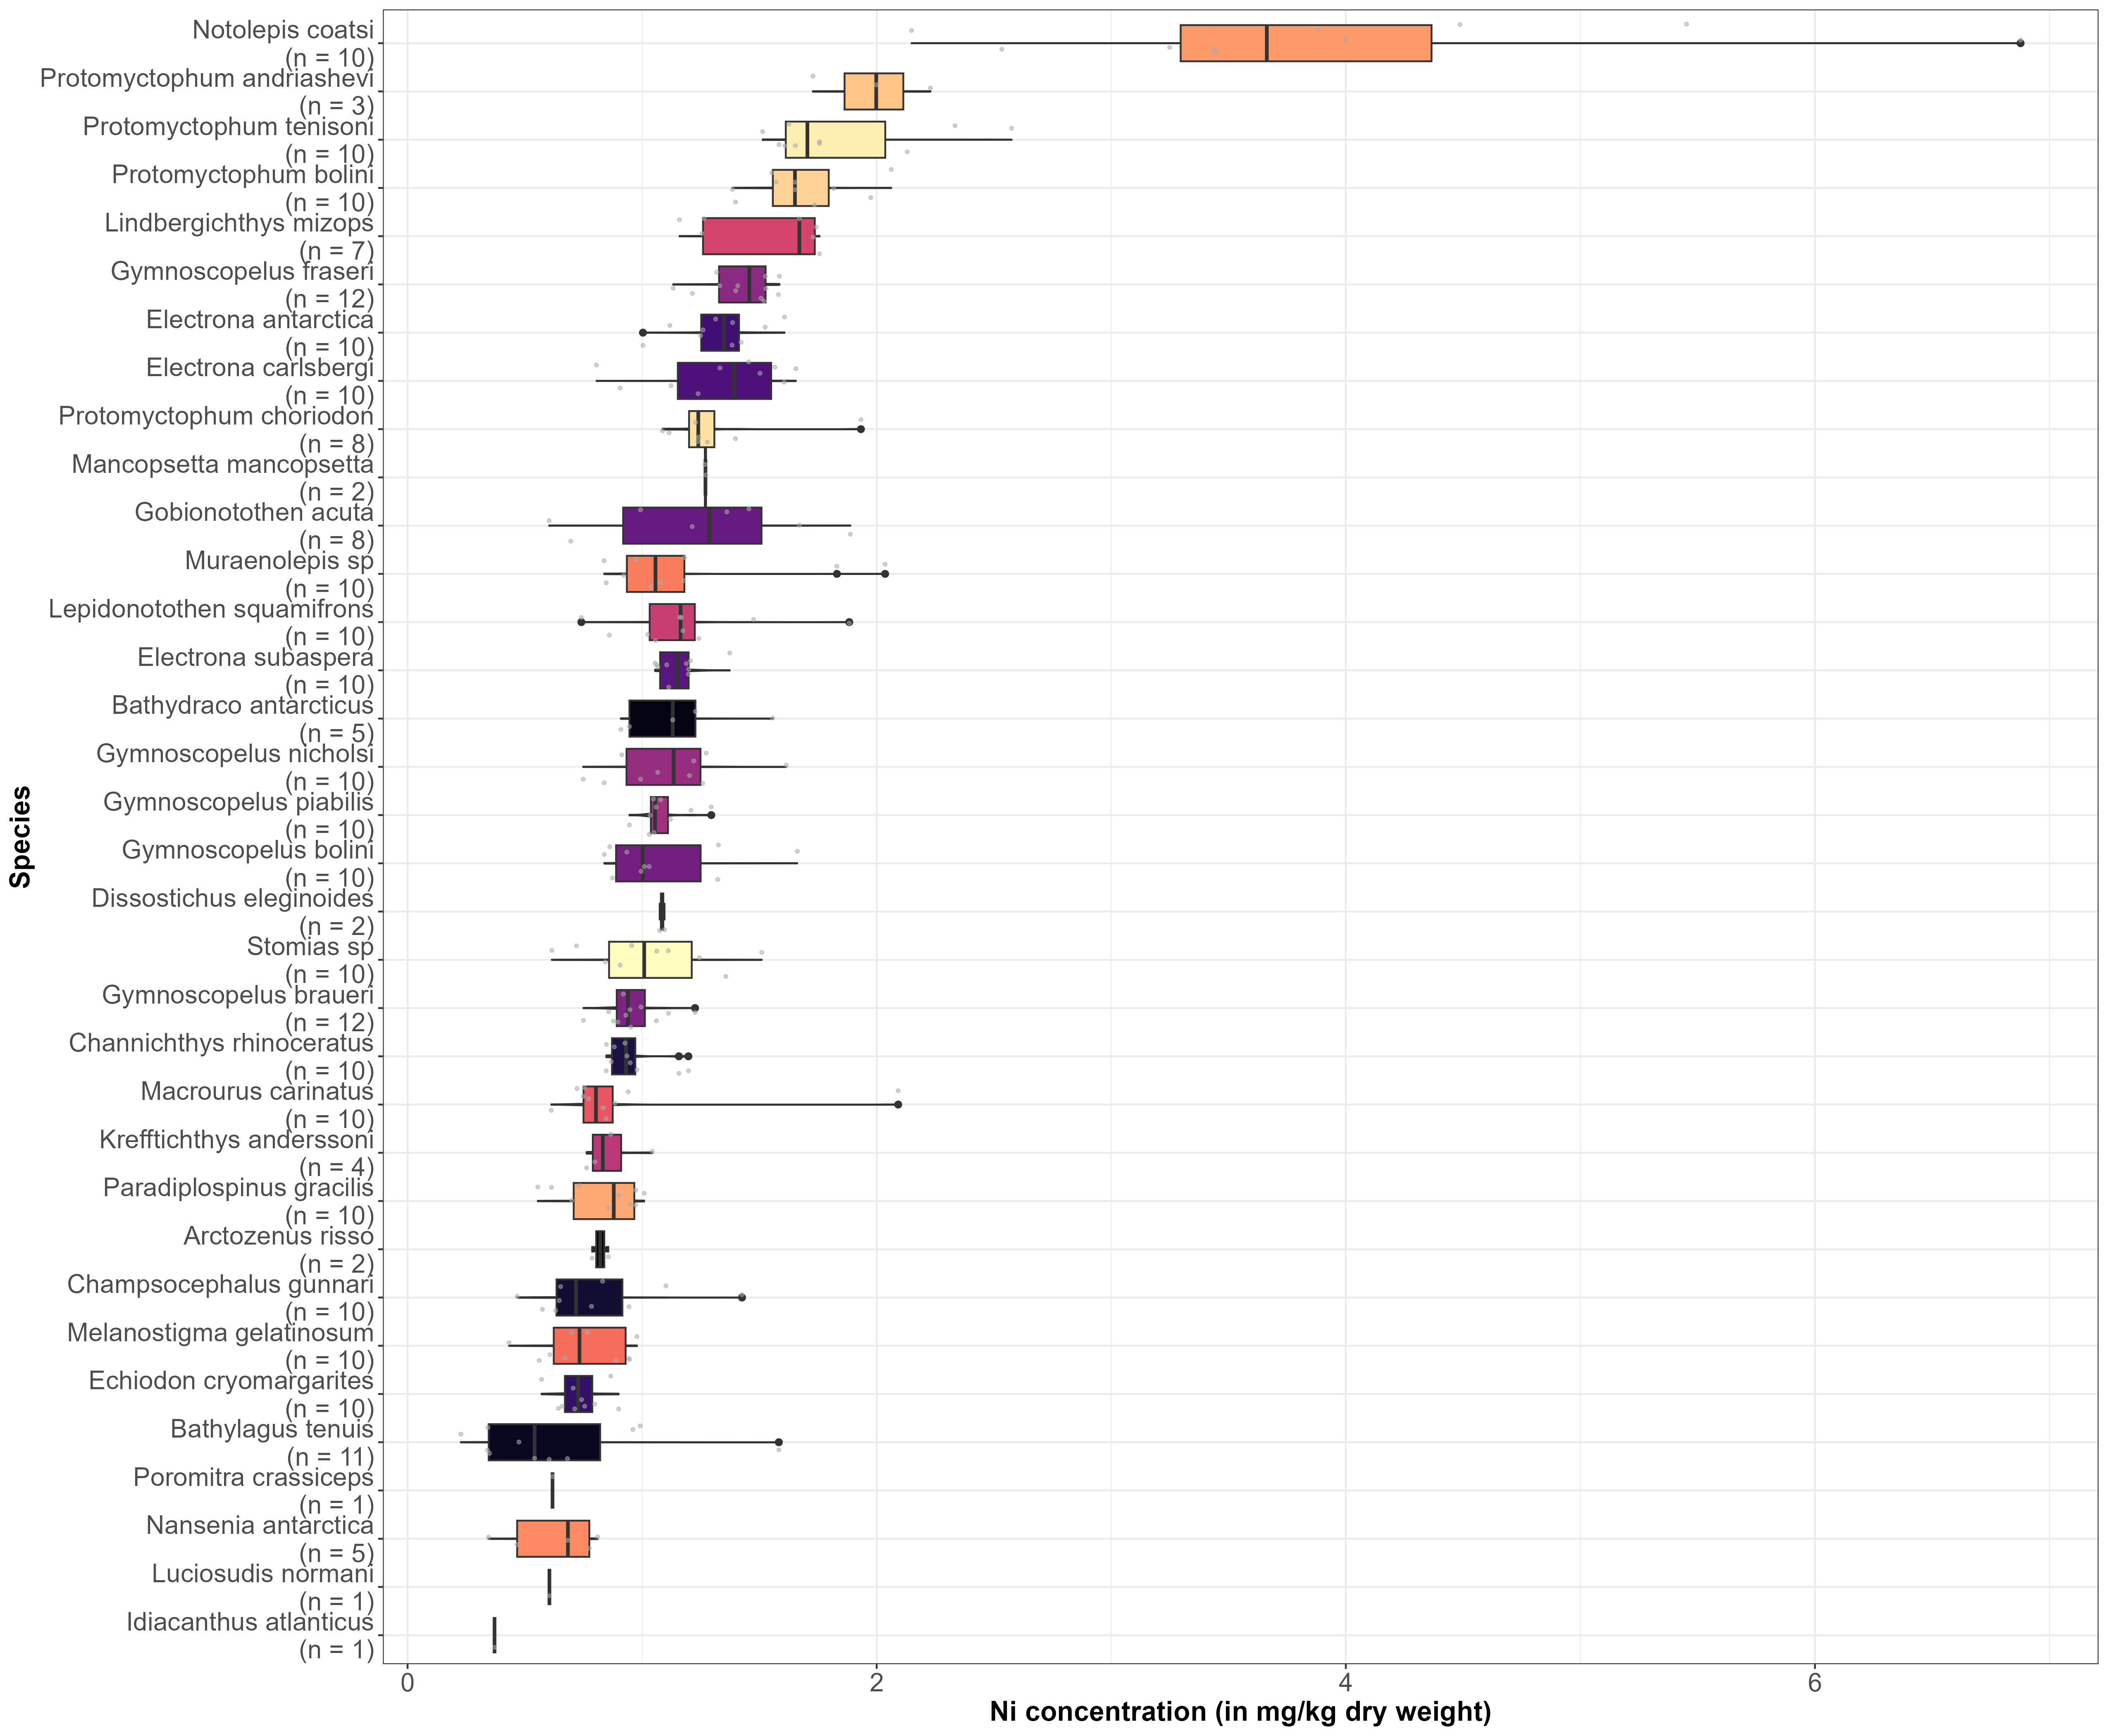 Notolepis coatsi
(n = 10)
Protomyctophum andriashevi
(n = 3)
Protomyctophum tenisoni
(n = 10)
Protomyctophum bolini
(n = 10)
Lindbergichthys mizops
(n = 7)
Gymnoscopelus fraseri
(n = 12)
Electrona antarctica
(n = 10)
Electrona carlsbergi
(n = 10)
Protomyctophum choriodon
(n = 8)
Mancopsetta mancopsetta
(n = 2)
Gobionotothen acuta
(n = 8)
Muraenolepis sp
(n = 10)
Lepidonotothen squamifrons
(n = 10)
Electrona subaspera
(n = 10)
Bathydraco antarcticus
(n = 5)
Gymnoscopelus nicholsi
(n = 10)
Gymnoscopelus piabilis
(n = 10)
Gymnoscopelus bolini
(n = 10)
Dissostichus eleginoides
(n = 2)
Stomias sp
(n = 10)
Gymnoscopelus braueri
(n = 12)
Channichthys rhinoceratus
(n = 10)
Macrourus carinatus
(n = 10)
Krefftichthys anderssoni
(n = 4)
Paradiplospinus gracilis
(n = 10)
Arctozenus risso
(n = 2)
Champsocephalus gunnari
(n = 10)
Melanostigma gelatinosum
(n = 10)
Echiodon cryomargarites
(n = 10)
Bathylagus tenuis
(n = 11)
Poromitra crassiceps
(n = 1)
Nansenia antarctica
(n = 5)
Luciosudis normani
(n = 1)
Idiacanthus atlanticus
(n = 1)
Species
0 2 4 6
Ni concentration (in mg/kg dry weight)